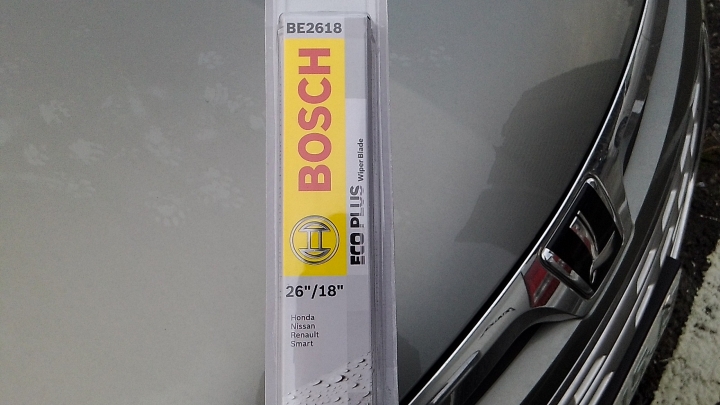 BE2618
BOSCH
ECO PLUS Wiper Blade
26"/18"
Honda
Nissan
Renault
Smart